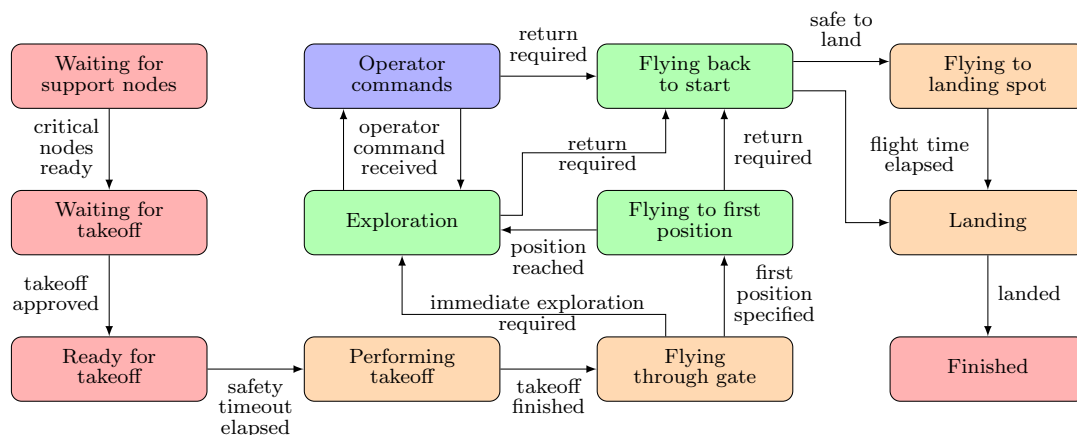 Waiting for
support nodes
critical
nodes
ready
Waiting for
takeoff
takeoff
approved
Ready for
takeoff
safety
timeout
elapsed
Performing
takeoff
takeoff
finished
Flying
through gate
immediate exploration
required
first
position
specified
Exploration
Flying to first
position
position
reached
operator
command
received
Operator
commands
return
required
return
required
return
required
Flying back
to start
safe to
land
Flying to
landing spot
flight time
elapsed
Landing
landed
Finished